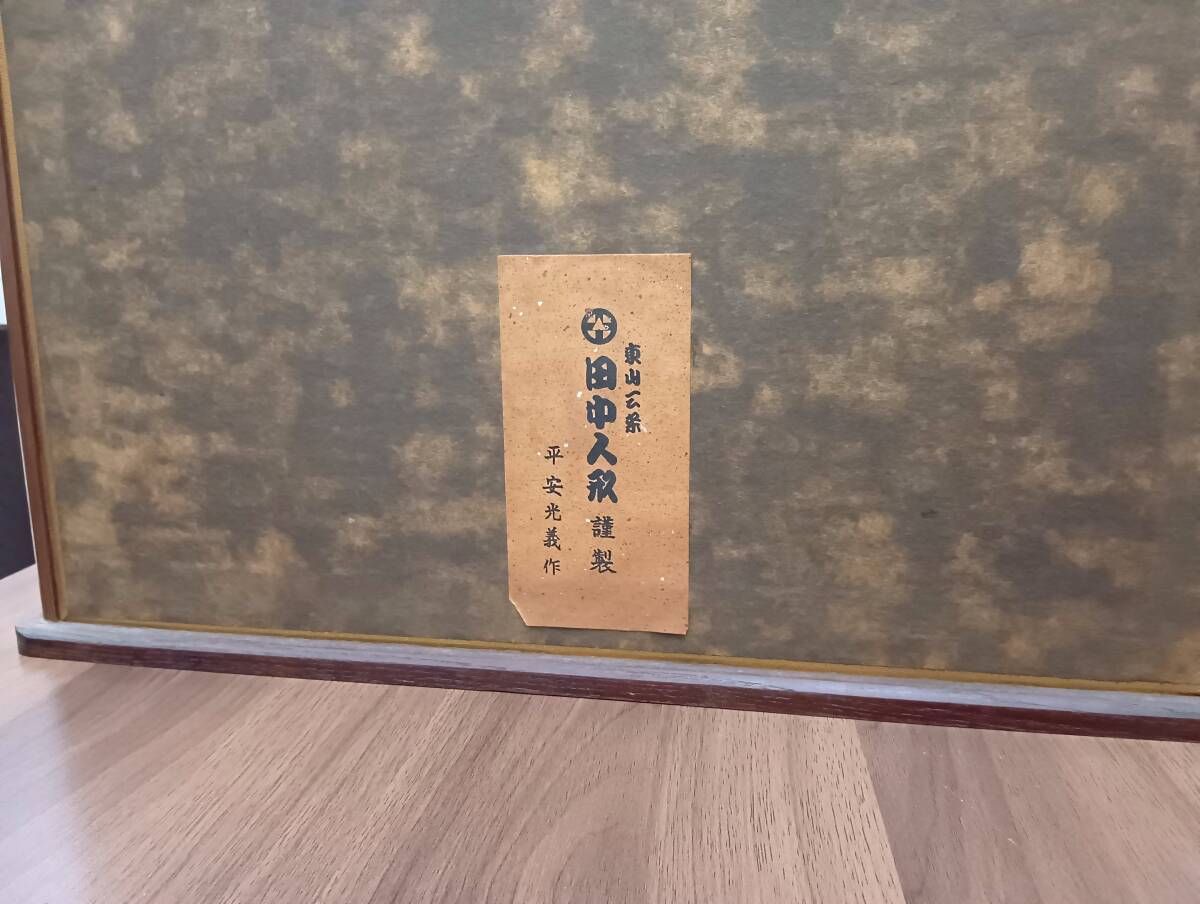 東山三条
田中人形 謹製
平安光義作